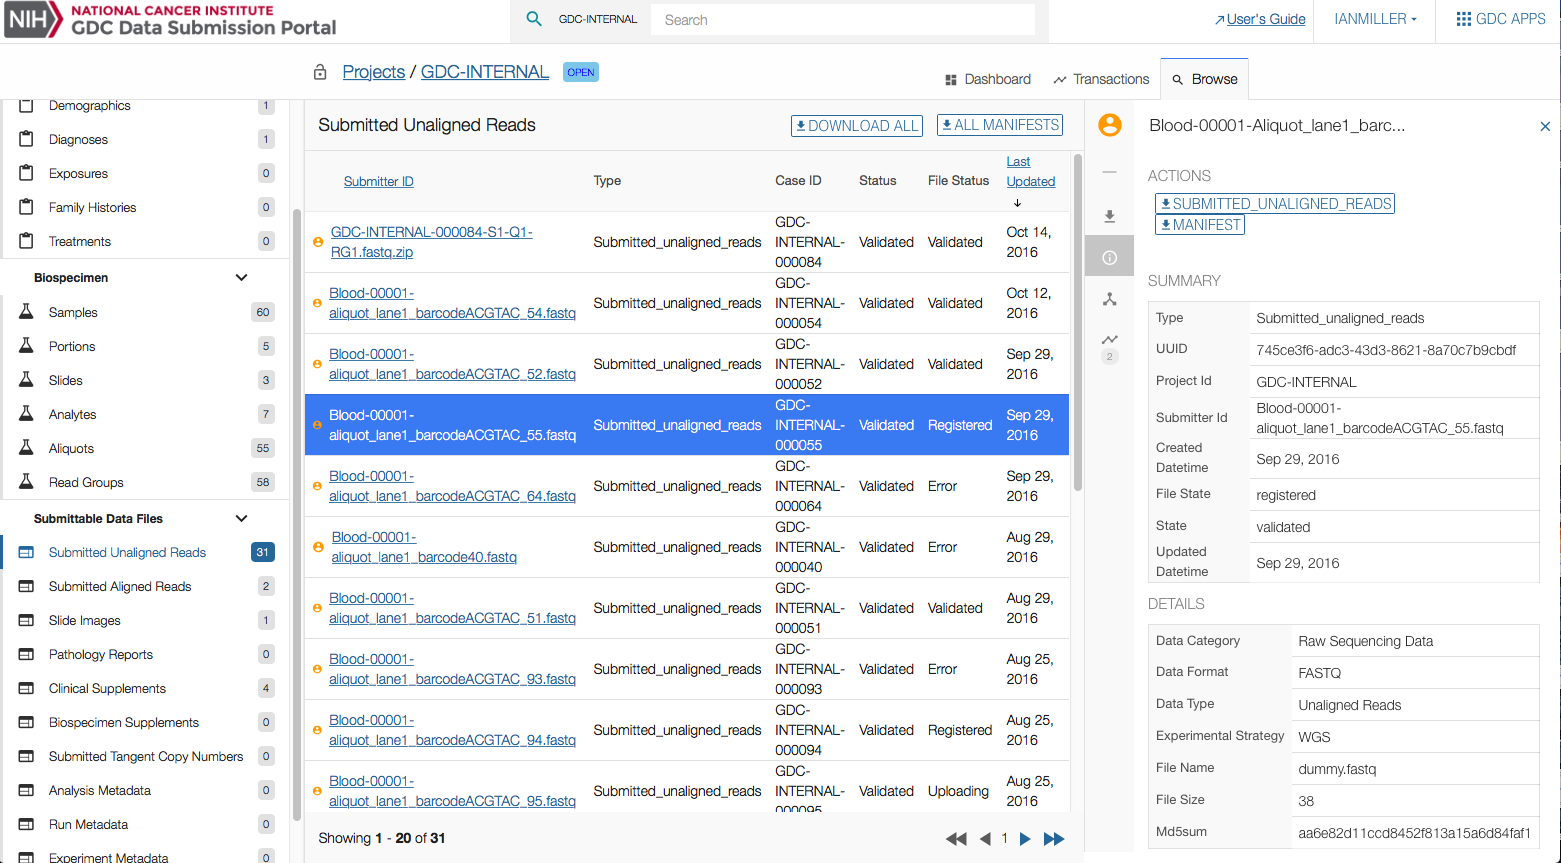 NIH NATIONAL CANCER INSTITUTE
GDC Data Submission Portal
GDC-INTERNAL
Search
User's Guide
IANMILLER
GDC APPS
Projects / GDC-INTERNAL OPEN
Dashboard
Transactions
Browse
Demographics 1
Diagnoses 1
Exposures 0
Family Histories 0
Treatments 0
Biospecimen
Samples 60
Portions 5
Slides 3
Analytes 7
Aliquots 55
Read Groups 58
Submittable Data Files
Submitted Unaligned Reads 31
Submitted Aligned Reads 2
Slide Images 1
Pathology Reports 0
Clinical Supplements 4
Biospecimen Supplements 0
Submitted Tangent Copy Numbers 0
Analysis Metadata 0
Run Metadata 0
Experiment Metadata 0
Submitted Unaligned Reads
DOWNLOAD ALL
ALL MANIFESTS
Submitter ID Type Case ID Status File Status Last
Updated
GDC-INTERNAL-000084-S1-Q1-
RG1.fastq.zip
Submitted_unaligned_reads
GDC-
INTERNAL-
000084
Validated
Validated
Oct 14,
2016
Blood-00001-
aliquot_lane1_barcodeACGTAC_54.fastq
Submitted_unaligned_reads
GDC-
INTERNAL-
000054
Validated
Validated
Oct 12,
2016
Blood-00001-
aliquot_lane1_barcodeACGTAC_52.fastq
Submitted_unaligned_reads
GDC-
INTERNAL-
000052
Validated
Validated
Sep 29,
2016
Blood-00001-
aliquot_lane1_barcodeACGTAC_55.fastq
Submitted_unaligned_reads
GDC-
INTERNAL-
000055
Validated
Registered
Sep 29,
2016
Blood-00001-
aliquot_lane1_barcodeACGTAC_64.fastq
Submitted_unaligned_reads
GDC-
INTERNAL-
000064
Validated
Error
Sep 29,
2016
Blood-00001-
aliquot_lane1_barcode40.fastq
Submitted_unaligned_reads
GDC-
INTERNAL-
000040
Validated
Error
Aug 29,
2016
Blood-00001-
aliquot_lane1_barcodeACGTAC_51.fastq
Submitted_unaligned_reads
GDC-
INTERNAL-
000051
Validated
Validated
Aug 29,
2016
Blood-00001-
aliquot_lane1_barcodeACGTAC_93.fastq
Submitted_unaligned_reads
GDC-
INTERNAL-
000093
Validated
Error
Aug 25,
2016
Blood-00001-
aliquot_lane1_barcodeACGTAC_94.fastq
Submitted_unaligned_reads
GDC-
INTERNAL-
000094
Validated
Registered
Aug 25,
2016
Blood-00001-
aliquot_lane1_barcodeACGTAC_95.fastq
Submitted_unaligned_reads
GDC-
INTERNAL-
000095
Validated
Uploading
Aug 25,
2016
Showing 1 - 20 of 31
1
2
Blood-00001-Aliquot_lane1_barc...
ACTIONS
SUBMITTED_UNALIGNED_READS
MANIFEST
SUMMARY
Type Submitted_unaligned_reads
UUID 745ce3f6-adc3-43d3-8621-8a70c7b9cbdf
Project Id GDC-INTERNAL
Submitter Id Blood-00001-
aliquot_lane1_barcodeACGTAC_55.fastq
Created
Datetime
Sep 29, 2016
File State registered
State validated
Updated
Datetime
Sep 29, 2016
DETAILS
Data Category Raw Sequencing Data
Data Format FASTQ
Data Type Unaligned Reads
Experimental Strategy WGS
File Name dummy.fastq
File Size 38
Md5sum aa6e82d11ccd8452f813a15a6d84faf1